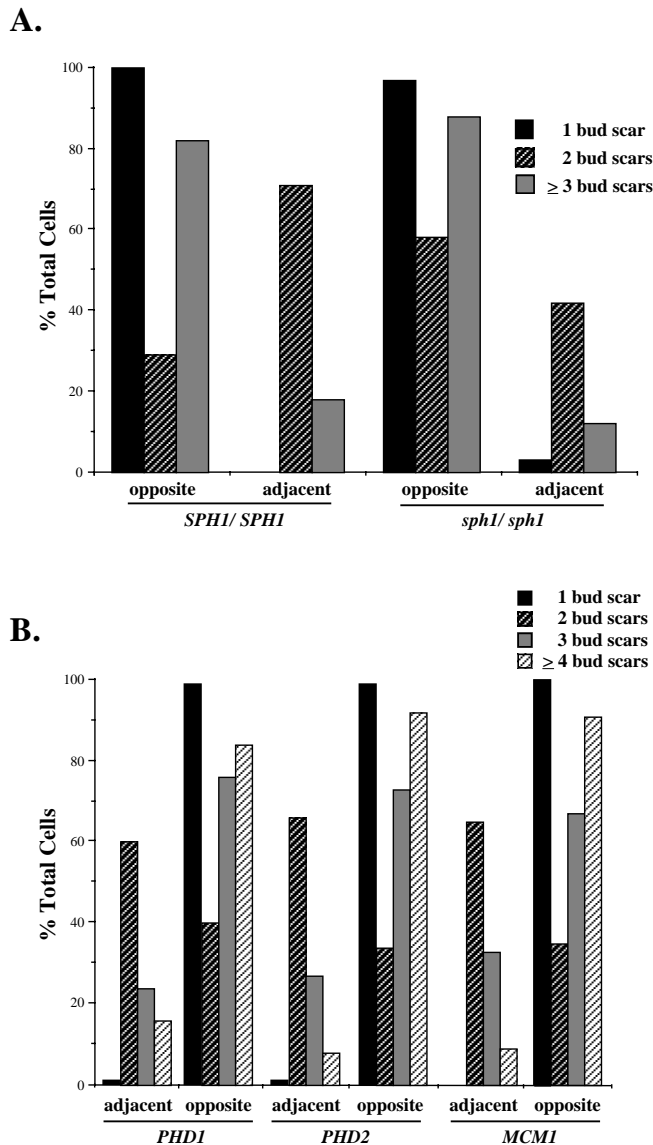 A.
100
80
60
40
20
0
% Total Cells
1 bud scar
2 bud scars
≥ 3 bud scars
opposite adjacent opposite adjacent
SPH1/ SPH1 sph1/ sph1
B.
1 bud scar
2 bud scars
3 bud scars
≥ 4 bud scars
100
80
60
40
20
0
% Total Cells
adjacent opposite adjacent opposite adjacent opposite
PHD1 PHD2 MCM1